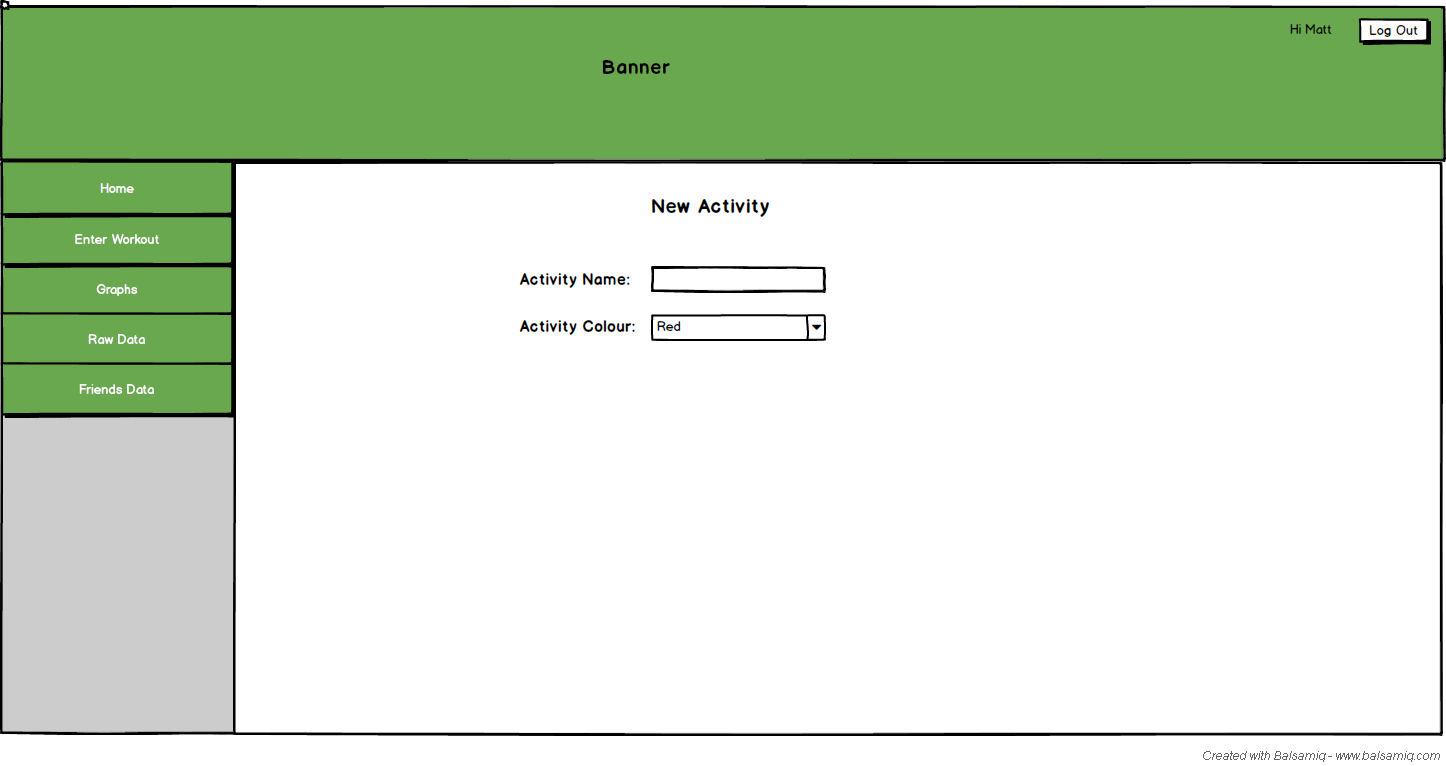 Hi Matt
Log Out
Banner
Home
Enter Workout
Graphs
Raw Data
Friends Data
New Activity
Activity Name:
Activity Colour:
Red
Created with Balsamiq - www.balsamiq.com